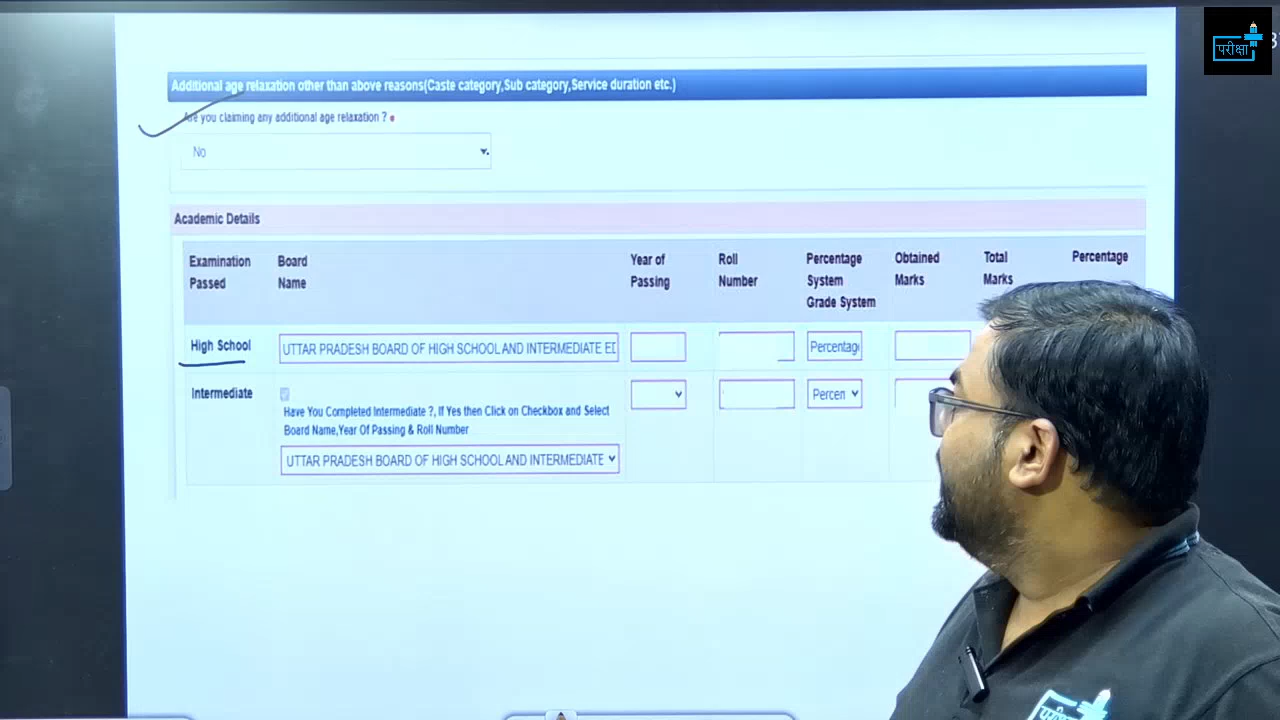 परीक्षा
Additional age relaxation other than above reasons(Caste category,Sub category,Service duration etc.)
Are you claiming any additional age relaxation ?
No
Academic Details
Examination Passed
Board Name
Year of Passing
Roll Number
Percentage System Grade System
Obtained Marks
Total Marks
Percentage
High School
UTTAR PRADESH BOARD OF HIGH SCHOOL AND INTERMEDIATE
Intermediate
Have You Completed Intermediate ?, If Yes then Click on Checkbox and Select
Board Name,Year Of Passing & Roll Number
Percen
UTTAR PRADESH BOARD OF HIGH SCHOOL AND INTERMEDIATE